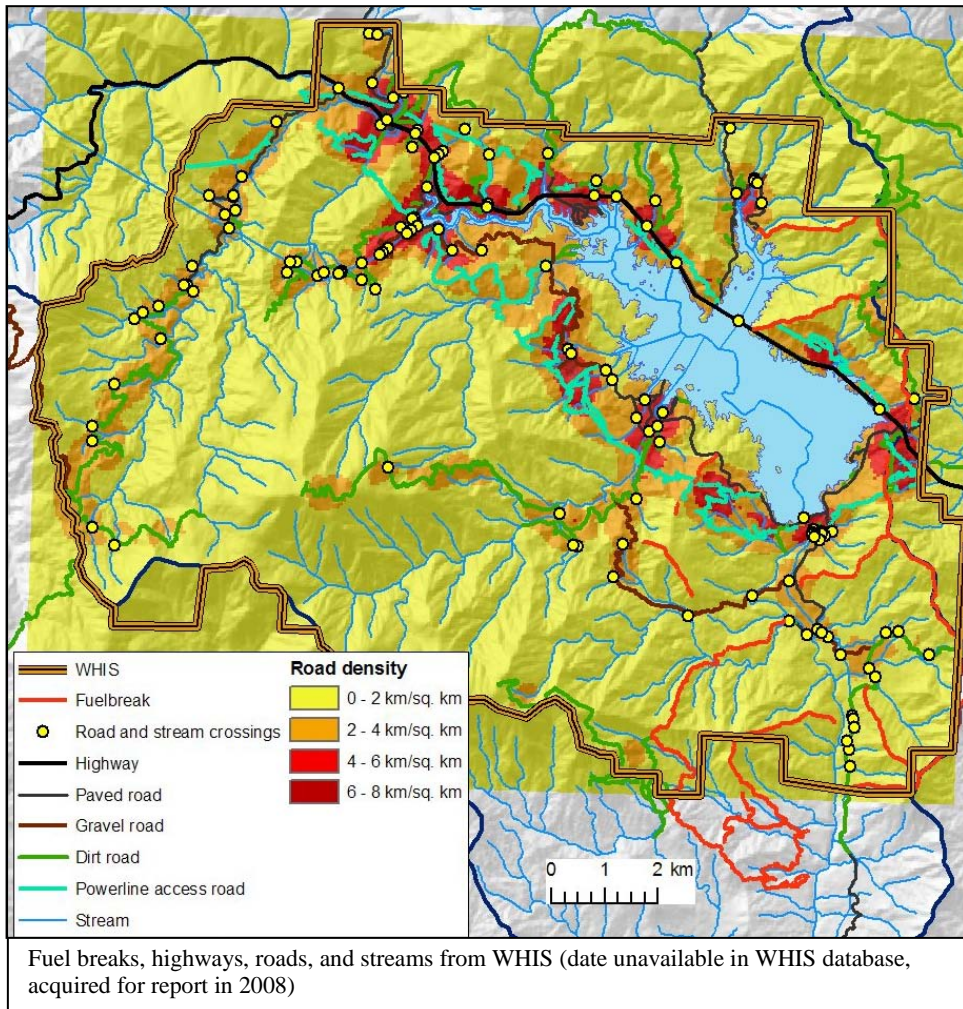 WHIS
Fuelbreak
Road and stream crossings
Highway
Paved road
Gravel road
Dirt road
Powerline access road
Stream
Road density
0 - 2 km/sq. km
2 - 4 km/sq. km
4 - 6 km/sq. km
6 - 8 km/sq. km
0 1 2 km
Fuel breaks, highways, roads, and streams from WHIS (date unavailable in WHIS database,
acquired for report in 2008)